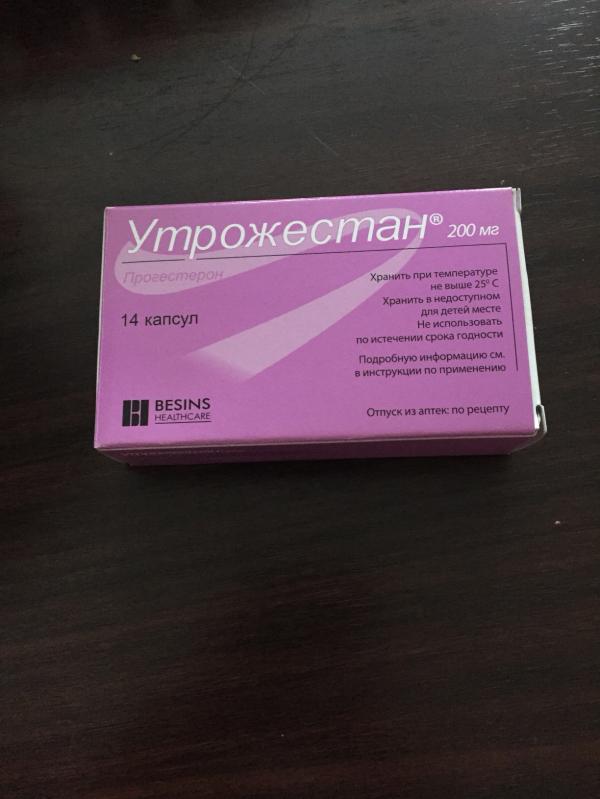 Утрожестан® 200 мг
Прогестерон
14 капсул
Хранить при температуре
не выше 25° С
Хранить в недоступном
для детей месте
Не использовать
по истечении срока годности
Подробную информацию см.
в инструкции по применению
BESINS
HEALTHCARE
Отпуск из аптек: по рецепту